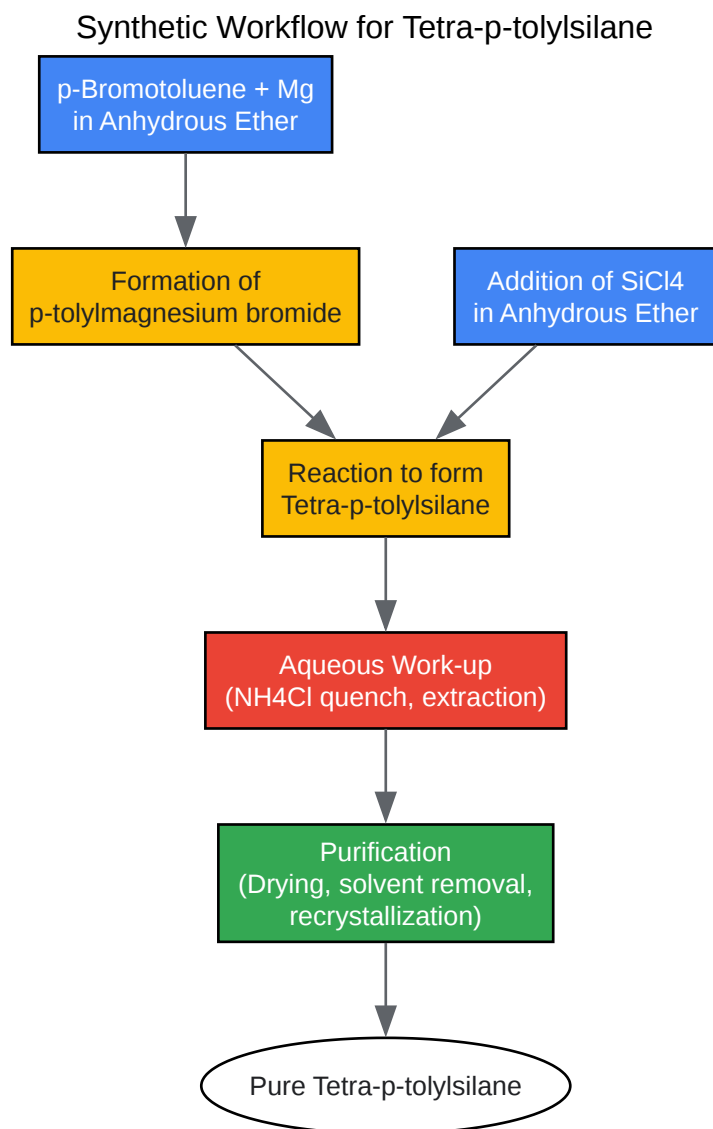 Synthetic Workflow for Tetra-p-tolylsilane
p-Bromotoluene + Mg
in Anhydrous Ether
Formation of
p-tolylmagnesium bromide
Addition of SiCl4
in Anhydrous Ether
Reaction to form
Tetra-p-tolylsilane
Aqueous Work-up
(NH4Cl quench, extraction)
Purification
(Drying, solvent removal,
recrystallization)
Pure Tetra-p-tolylsilane